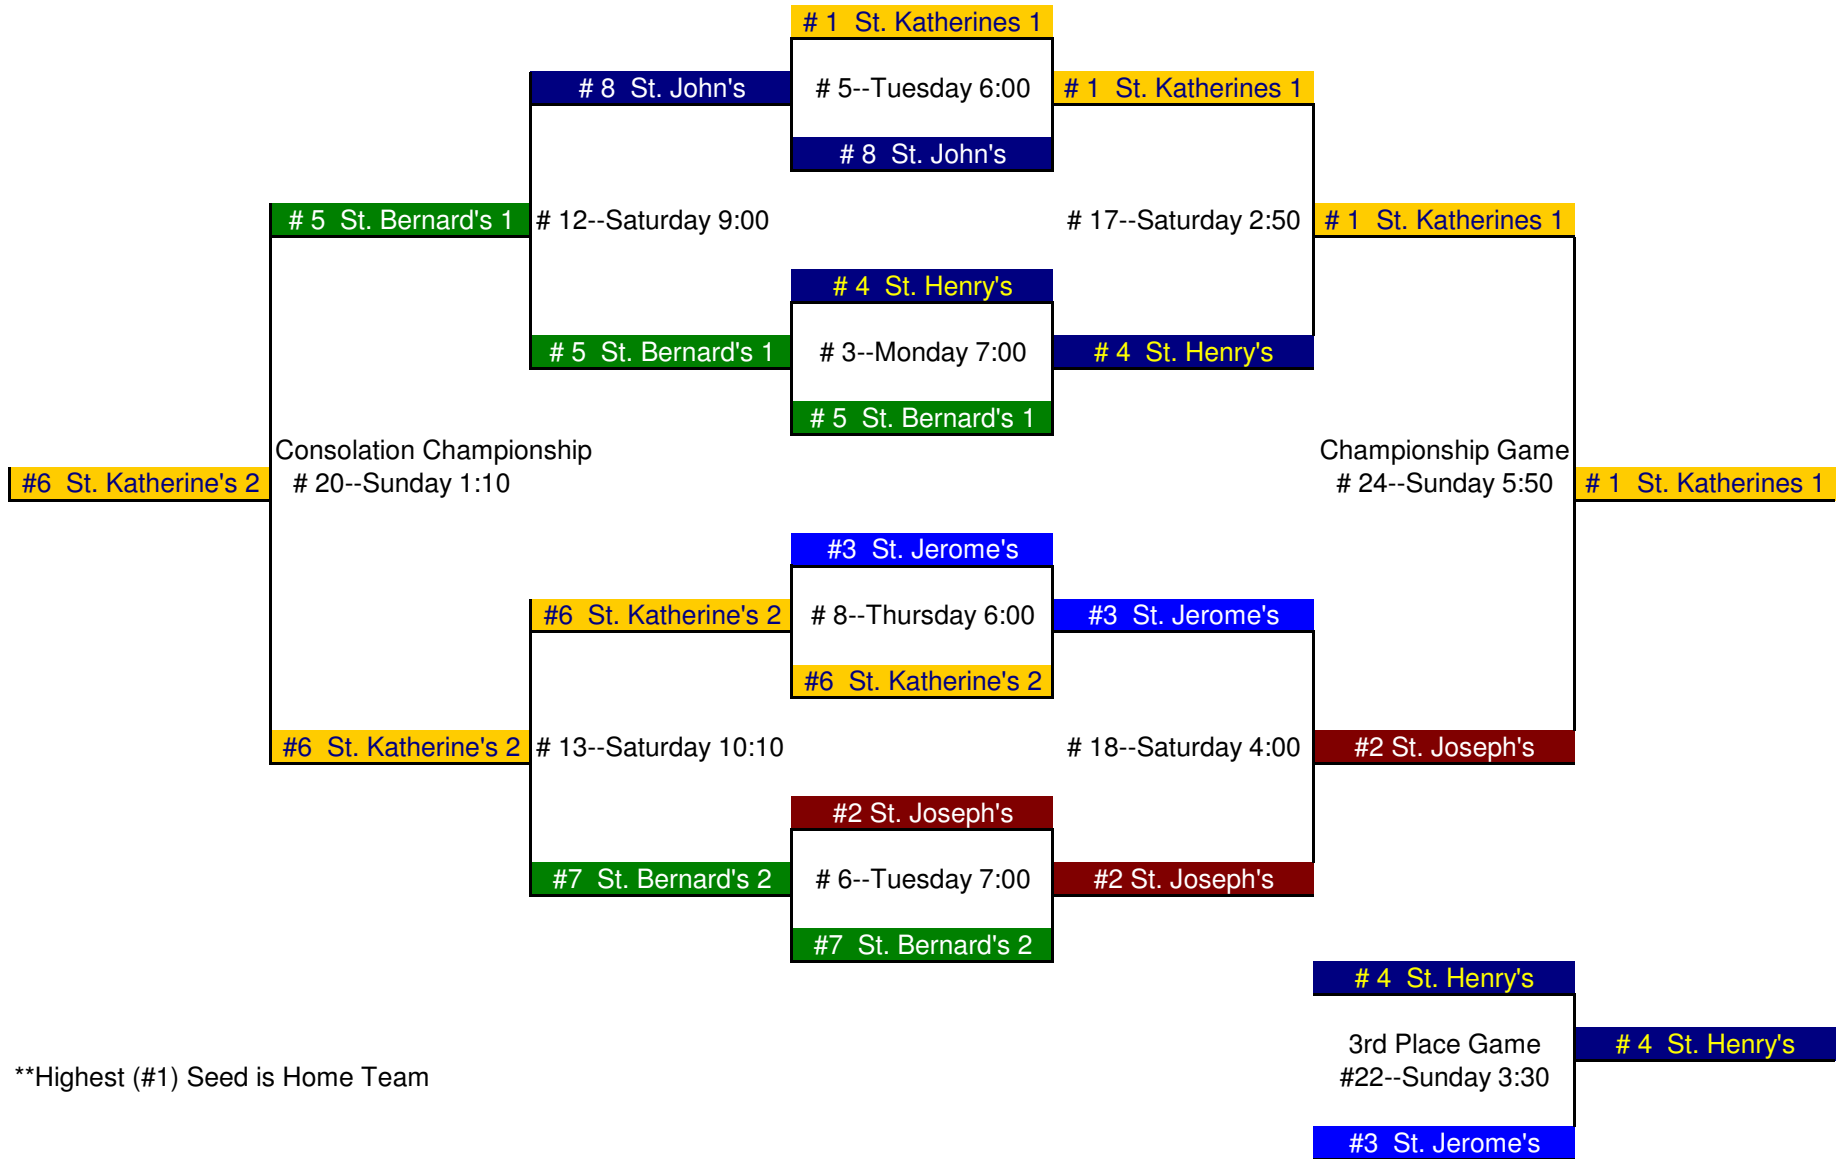 # 1  St. Katherines 1
# 8  St. John's
# 5--Tuesday 6:00
# 1  St. Katherines 1
# 8  St. John's
# 5  St. Bernard's 1
# 12--Saturday 9:00
# 17--Saturday 2:50
# 1  St. Katherines 1
# 4  St. Henry's
# 5  St. Bernard's 1
# 3--Monday 7:00
# 4  St. Henry's
# 5  St. Bernard's 1
Consolation Championship
Championship Game
#6  St. Katherine's 2
# 20--Sunday 1:10
# 24--Sunday 5:50
# 1  St. Katherines 1
#3  St. Jerome's
#6  St. Katherine's 2
# 8--Thursday 6:00
#3  St. Jerome's
#6  St. Katherine's 2
#6  St. Katherine's 2
# 13--Saturday 10:10
# 18--Saturday 4:00
#2 St. Joseph's
#2 St. Joseph's
#7  St. Bernard's 2
# 6--Tuesday 7:00
#2 St. Joseph's
#7  St. Bernard's 2
# 4  St. Henry's
3rd Place Game
# 4  St. Henry's
**Highest (#1) Seed is Home Team
#22--Sunday 3:30
#3  St. Jerome's